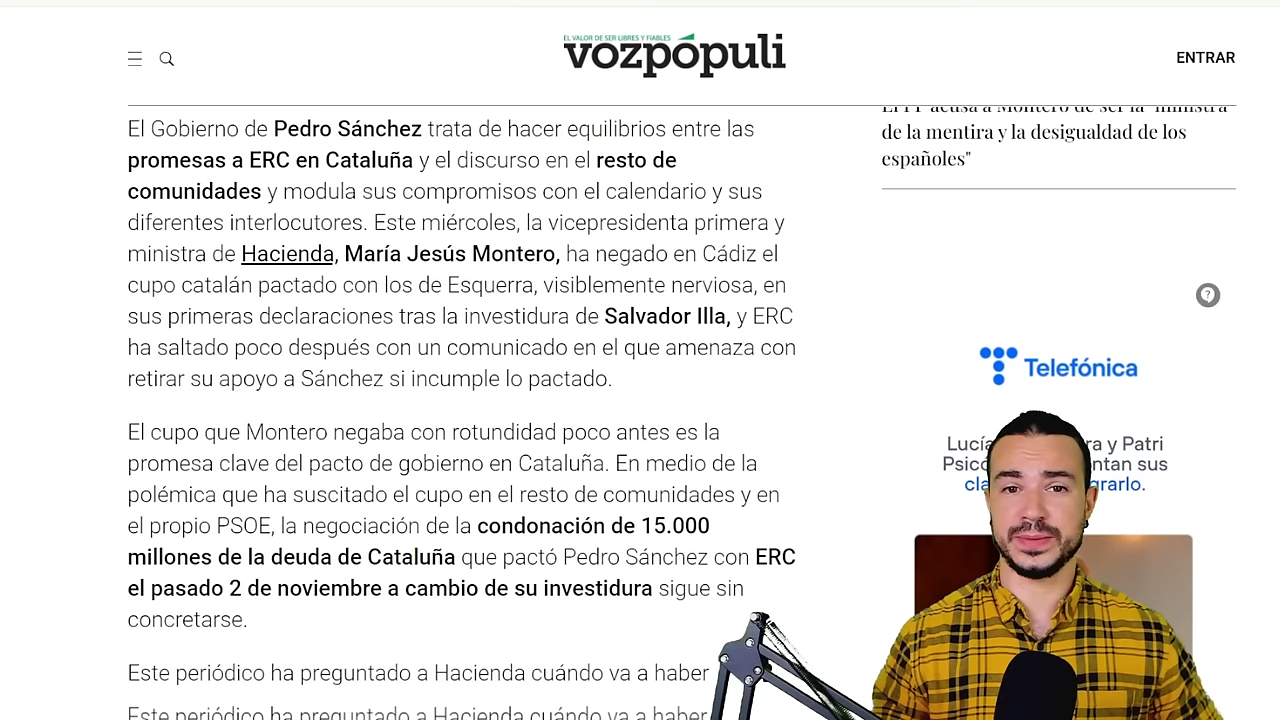 EL VALOR DE SER LIBRES Y FIABLES
vozpópuli
ENTRAR
El Gobierno de Pedro Sánchez trata de hacer equilibrios entre las
promesas a ERC en Cataluña y el discurso en el resto de
comunidades y modula sus compromisos con el calendario y sus
diferentes interlocutores. Este miércoles, la vicepresidenta primera y
ministra de Hacienda, María Jesús Montero, ha negado en Cádiz el
cupo catalán pactado con los de Esquerra, visiblemente nerviosa, en
sus primeras declaraciones tras la investidura de Salvador Illa, y ERC
ha saltado poco después con un comunicado en el que amenaza con
retirar su apoyo a Sánchez si incumple lo pactado.
El cupo que Montero negaba con rotundidad poco antes es la
promesa clave del pacto de gobierno en Cataluña. En medio de la
polémica que ha suscitado el cupo en el resto de comunidades y en
el propio PSOE, la negociación de la condonación de 15.000
millones de la deuda de Cataluña que pactó Pedro Sánchez con ERC
el pasado 2 de noviembre a cambio de su investidura sigue sin
concretarse.
Este periódico ha preguntado a Hacienda cuándo va a haber
Este periódico ha preguntado a Hacienda cuándo va a haber
El PP acusa a Montero de ser la "ministra
de la mentira y la desigualdad de los
españoles"
?
Telefónica
Lucía ra y Patri
Psico ntan sus
cla grarlo.